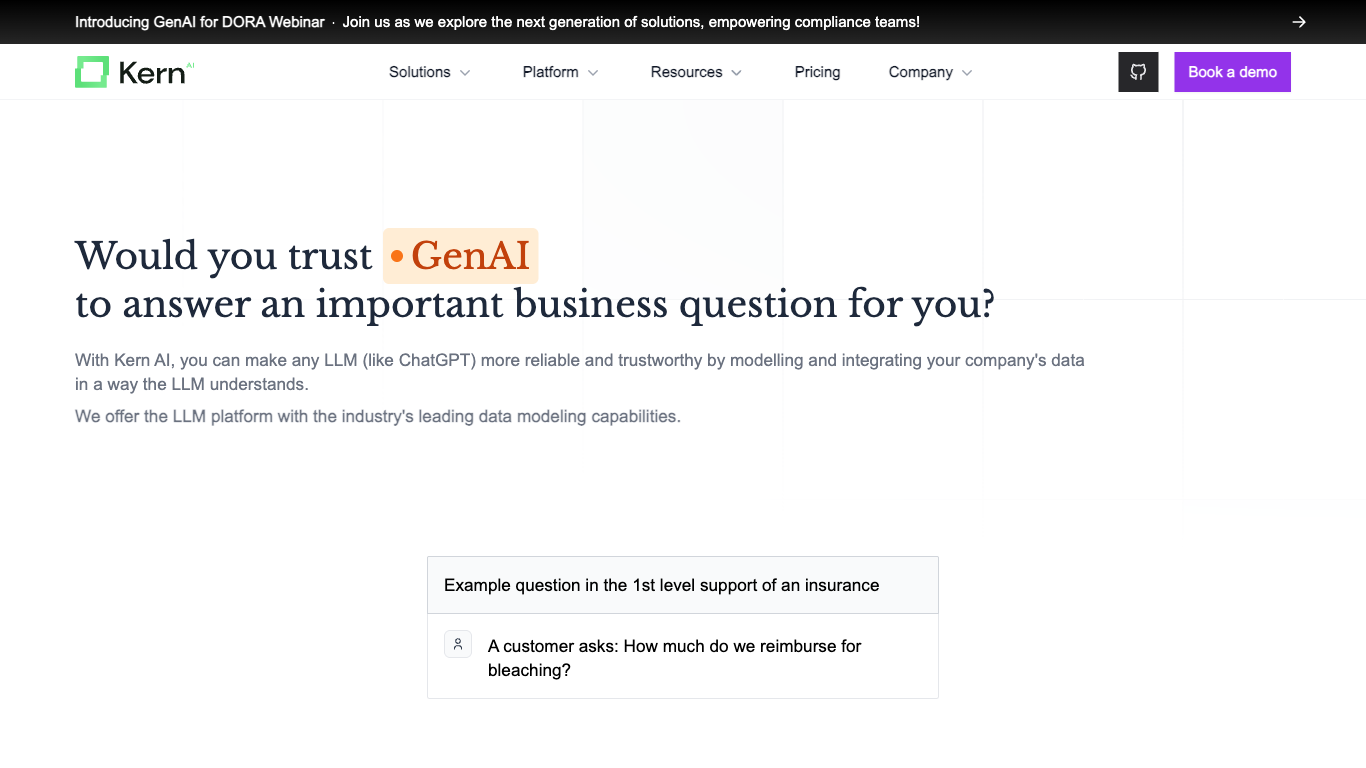 Introducing GenAI for DORA Webinar · Join us as we explore the next generation of solutions, empowering compliance teams! →
Kern AI
Solutions
Platform
Resources
Pricing
Company
Book a demo
Would you trust • GenAI
to answer an important business question for you?
With Kern AI, you can make any LLM (like ChatGPT) more reliable and trustworthy by modelling and integrating your company's data
in a way the LLM understands.
We offer the LLM platform with the industry's leading data modeling capabilities.
Example question in the 1st level support of an insurance
A customer asks: How much do we reimburse for
bleaching?